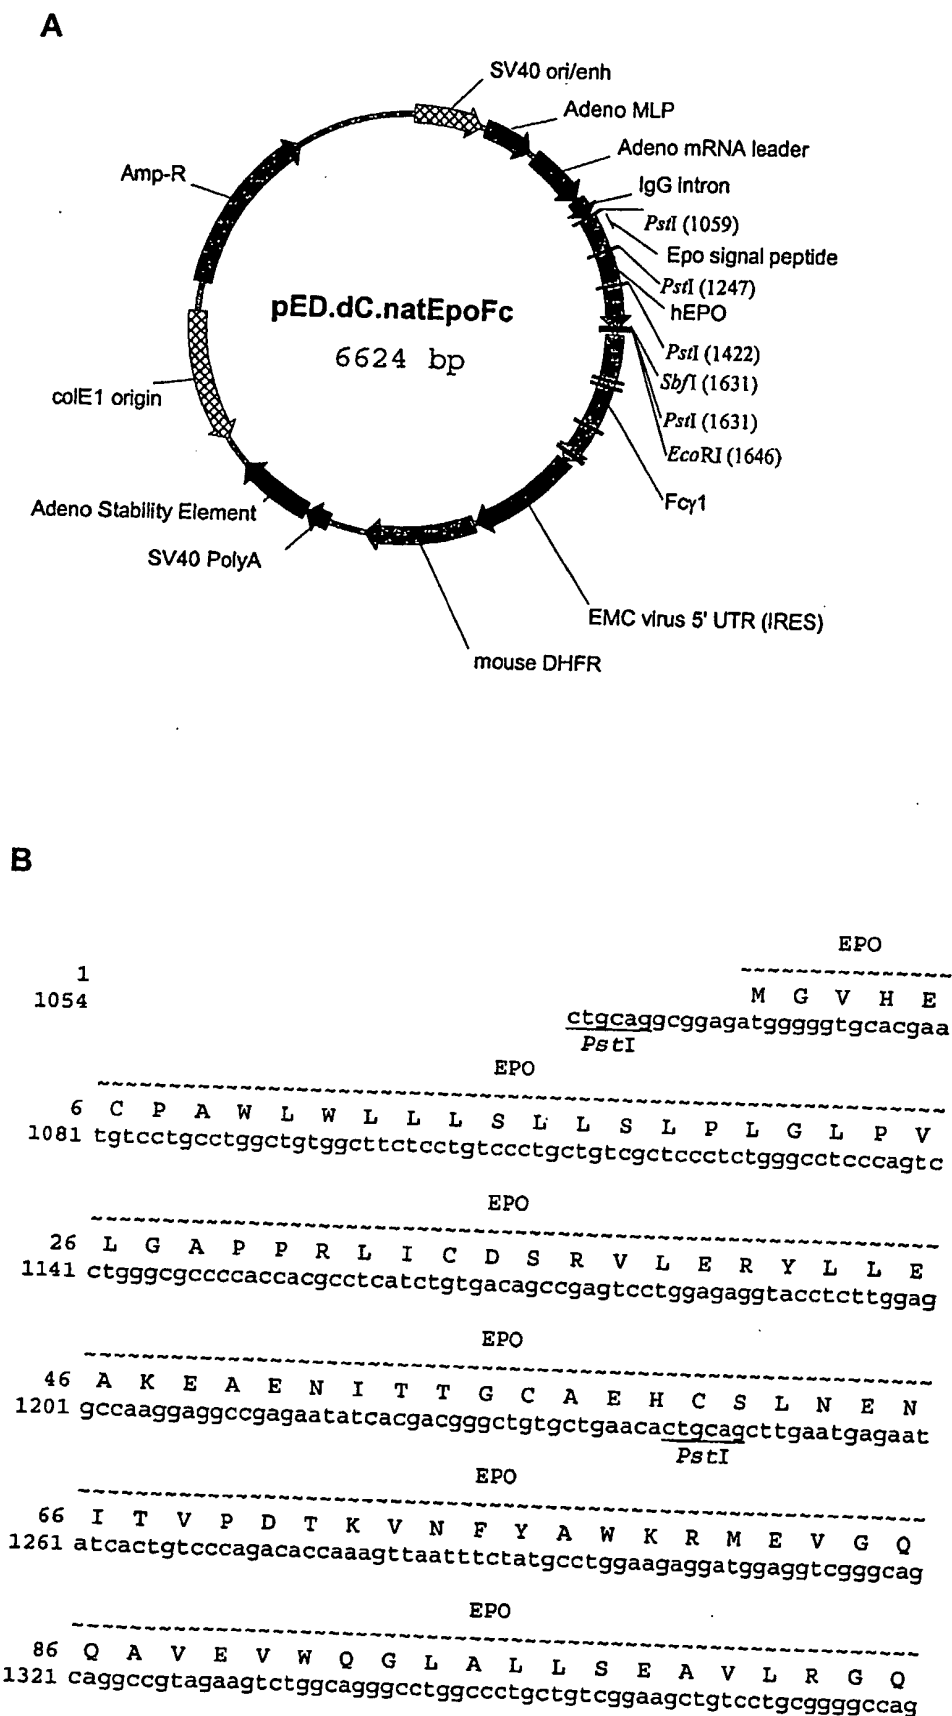 A
SV40 ori/enh
Adeno MLP
Adeno mRNA leader
IgG intron
PstI (1059)
Epo signal peptide
PstI (1247)
hEPO
PstI (1422)
SbfI (1631)
PstI (1631)
EcoRI (1646)
Fcγ1
EMC virus 5' UTR (IRES)
mouse DHFR
SV40 PolyA
Adeno Stability Element
colE1 origin
Amp-R
pED.dC.natEpoFc
6624 bp
B
EPO
1 M G V H E
1054 ctgcaggcggagatgggggtgcacgaa
PstI
EPO
6 C P A W L W L L L S L L S L P L G L P V
1081 tgtcctgcctggctgtggcttctcctgtccctgctgtcgctccctctgggcctcccagtc
EPO
26 L G A P P R L I C D S R V L E R Y L L E
1141 ctgggcgccccaccacgcctcatctgtgacagccgagtcctggagaggtacctcttggag
EPO
46 A K E A E N I T T G C A E H C S L N E N
1201 gccaaggaggccgagaatatcacgacgggctgtgctgaacactgcagcttgaatgagaat
PstI
EPO
66 I T V P D T K V N F Y A W K R M E V G Q
1261 atcactgtcccagacaccaaagttaatttctatgcctggaagaggatggaggtcgggcag
EPO
86 Q A V E V W Q G L A L L S E A V L R G Q
1321 caggccgtagaagtctggcagggcctggccctgctgtcggaagctgtcctgcggggccag